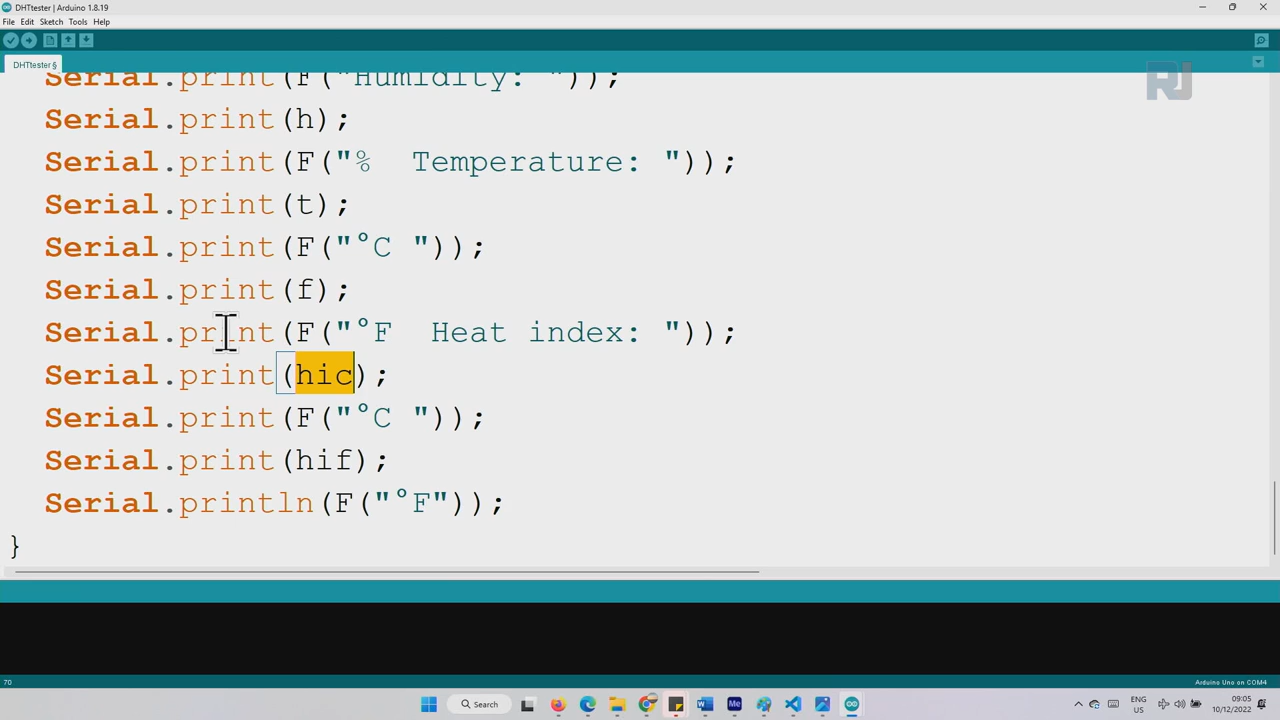 DHTtester | Arduino 1.8.19
File Edit Sketch Tools Help
DHTtester §
Serial.print(F("Humidity: "));
Serial.print(h);
Serial.print(F("%  Temperature: "));
Serial.print(t);
Serial.print(F("°C "));
Serial.print(f);
Serial.print(F("°F  Heat index: "));
Serial.print(hic);
Serial.print(F("°C "));
Serial.print(hif);
Serial.println(F("°F"));
}
RJ
70
Arduino Uno on COM4
Search
ENG
US
09:05
10/12/2022